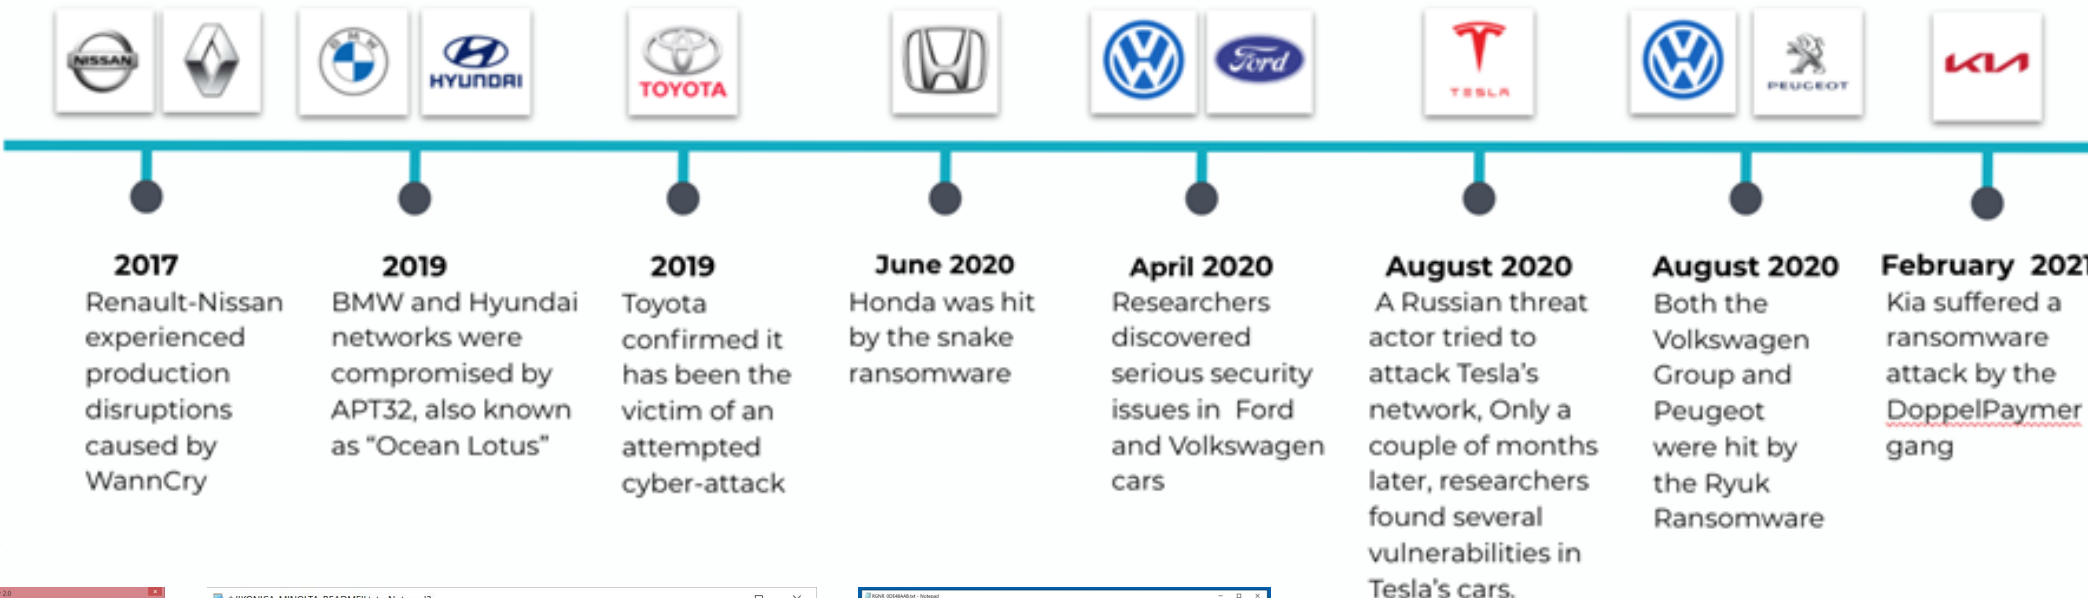 NISSAN
BMW
HYUNDAI
TOYOTA
Ford
TESLA
PEUGEOT
KIA
2017
Renault-Nissan
experienced
production
disruptions
caused by
WannCry
2019
BMW and Hyundai
networks were
compromised by
APT32, also known
as “Ocean Lotus”
2019
Toyota
confirmed it
has been the
victim of an
attempted
cyber-attack
June 2020
Honda was hit
by the snake
ransomware
April 2020
Researchers
discovered
serious security
issues in Ford
and Volkswagen
cars
August 2020
A Russian threat
actor tried to
attack Tesla’s
network, Only a
couple of months
later, researchers
found several
vulnerabilities in
Tesla’s cars.
August 2020
Both the
Volkswagen
Group and
Peugeot
were hit by
the Ryuk
Ransomware
February 2021
Kia suffered a
ransomware
attack by the
DoppelPaymer
gang
2.0